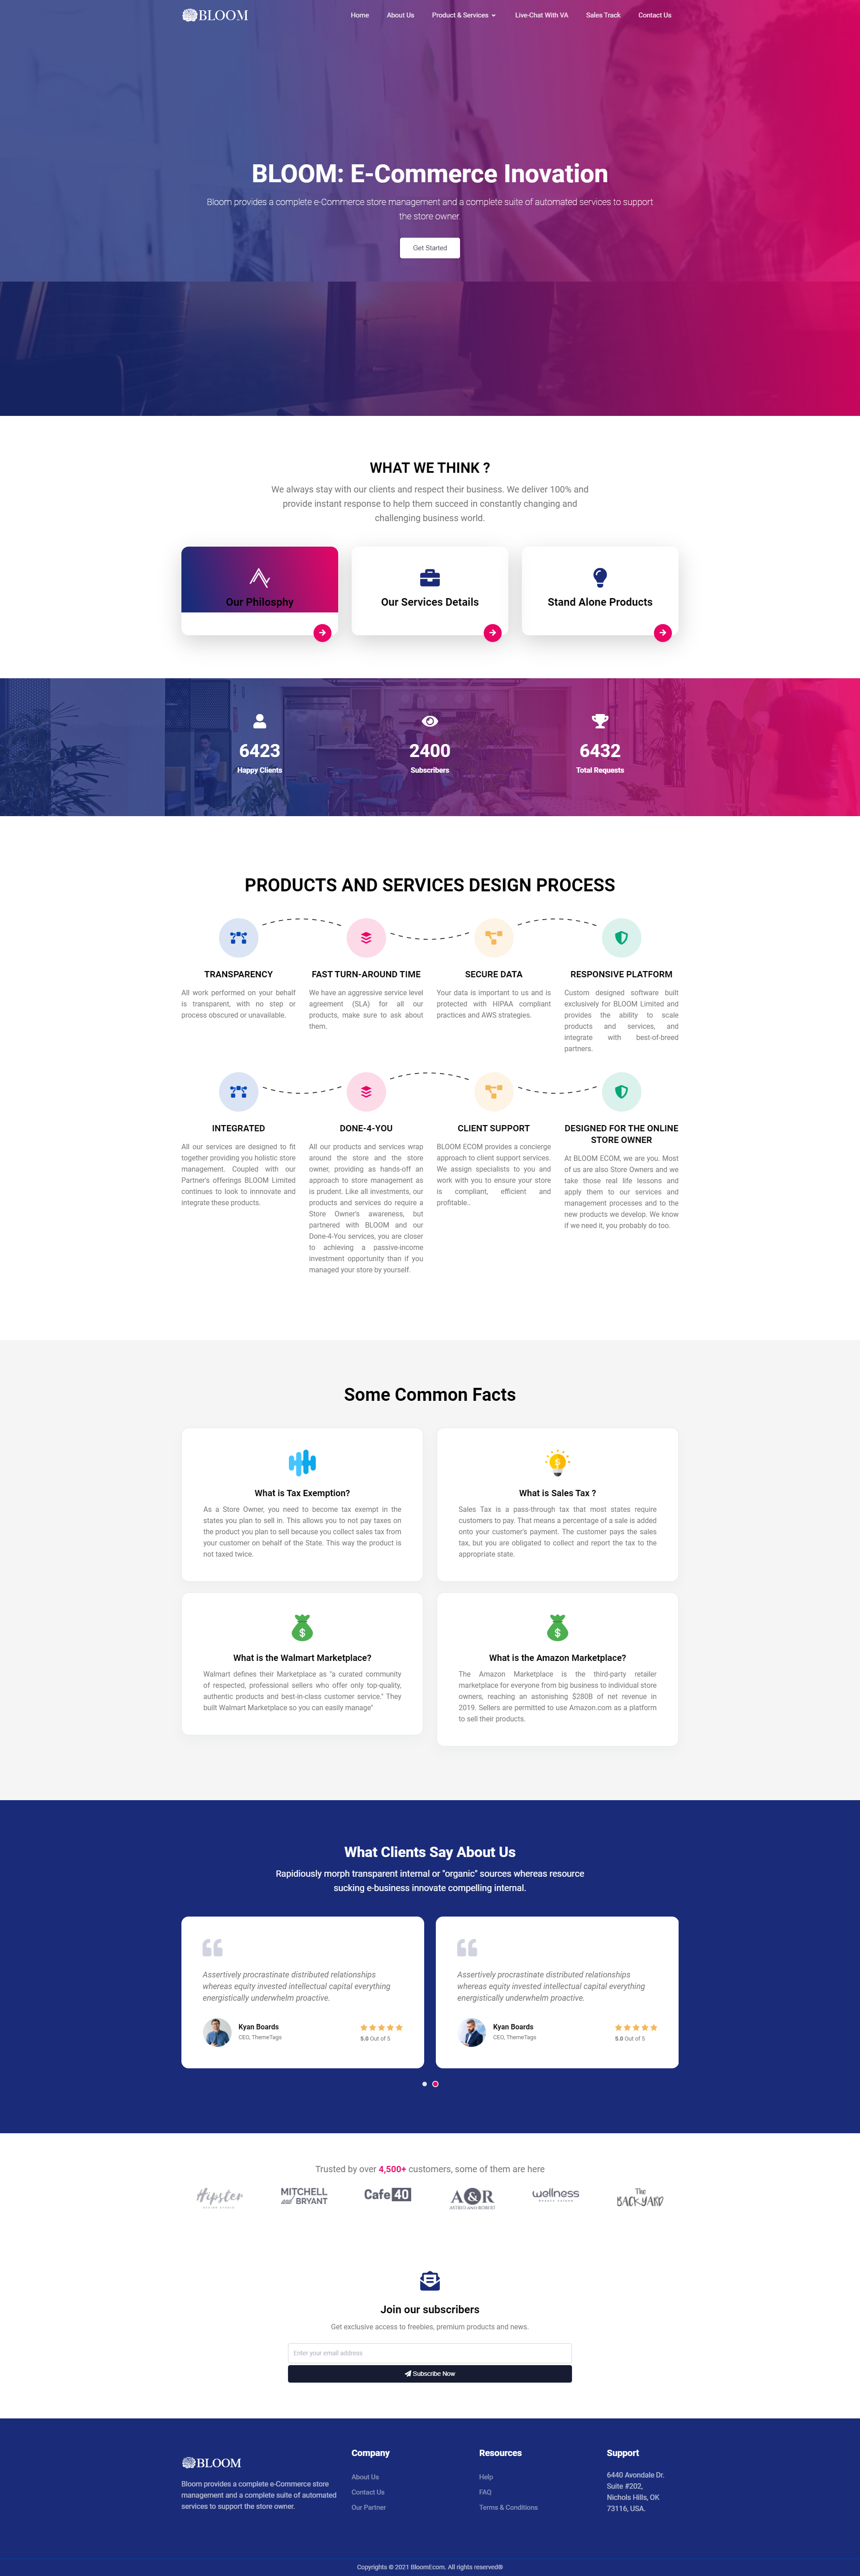 BLOOM
Home About Us Product & Services Live-Chat With VA Sales Track Contact Us
BLOOM: E-Commerce Inovation
Bloom provides a complete e-Commerce store management and a complete suite of automated services to support
the store owner
Get Started
WHAT WE THINK ?
We always stay with our clients and respect their business. We deliver 100% and
provide instant response to help them succeed in constantly changing and
challenging business world.
Our Philosphy
Our Services Details
Stand Alone Products
6423
Happy Clients
2400
Subscribers
6432
Total Requests
PRODUCTS AND SERVICES DESIGN PROCESS
TRANSPARENCY
All work performed on your behalf
is transparent, with no step or
process obscured or unavailable.
FAST TURN-AROUND TIME
We have an aggressive service level
agreement (SLA) for all our
products, make sure to ask about
them.
SECURE DATA
Your data is important to us and is
protected with HIPAA compliant
practices and AWS strategies.
RESPONSIVE PLATFORM
Custom designed software built
exclusively for BLOOM Limited and
provides the ability to scale
products and services, and
integrate with best-of-breed
partners.
INTEGRATED
All our services are designed to fit
together providing you holistic store
management. Coupled with our
Partner's offerings BLOOM Limited
continues to look to innnovate and
integrate these products.
DONE-4-YOU
All our products and services wrap
around the store and the store
owner, providing as hands-off an
approach to store management as
is prudent. Like all investments, our
products and services do require a
Store Owner's awareness, but
partnered with BLOOM and our
Done-4-You services, you are closer
to achieving a passive-income
investment opportunity than if you
managed your store by yourself.
CLIENT SUPPORT
BLOOM ECOM provides a concierge
approach to client support services.
We assign specialists to you and
work with you to ensure your store
is compliant, efficient and
profitable..
DESIGNED FOR THE ONLINE
STORE OWNER
At BLOOM ECOM, we are you. Most
of us are also Store Owners and we
take those real life lessons and
apply them to our services and
management processes and to the
new products we develop. We know
if we need it, you probably do too.
Some Common Facts
What is Tax Exemption?
As a Store Owner, you need to become tax exempt in the
states you plan to sell in. This allows you to not pay taxes on
the product you plan to sell because you collect sales tax from
your customer on behalf of the State. This way the product is
not taxed twice.
What is Sales Tax ?
Sales Tax is a pass-through tax that most states require
customers to pay. That means a percentage of a sale is added
onto your customer's payment. The customer pays the sales
tax, but you are obligated to collect and report the tax to the
appropriate state.
What is the Walmart Marketplace?
Walmart defines their Marketplace as "a curated community
of respected, professional sellers who offer only top-quality,
authentic products and best-in-class customer service." They
built Walmart Marketplace so you can easily manage"
What is the Amazon Marketplace?
The Amazon Marketplace is the third-party retailer
marketplace for everyone from big business to individual store
owners, reaching an astonishing $280B of net revenue in
2019. Sellers are permitted to use Amazon.com as a platform
to sell their products.
What Clients Say About Us
Rapidiously morph transparent internal or "organic" sources whereas resource
sucking e-business innovate compelling internal.
Assertively procrastinate distributed relationships
whereas equity invested intellectual capital everything
energistically underwhelm proactive.
Kyan Boards
CEO, ThemeTags
5.0 Out of 5
Assertively procrastinate distributed relationships
whereas equity invested intellectual capital everything
energistically underwhelm proactive.
Kyan Boards
CEO, ThemeTags
5.0 Out of 5
Trusted by over 4,500+ customers, some of them are here
Hipster
DESIGN STUDIO
MITCHELL
and BRYANT
Cafe 40
A&R
ASTRID AND ROBERT
wellness
beauty saloon
The
BACKYARD
Join our subscribers
Get exclusive access to freebies, premium products and news.
Enter your email address
Subscribe Now
BLOOM
Bloom provides a complete e-Commerce store
management and a complete suite of automated
services to support the store owner.
Company
About Us
Contact Us
Our Partner
Resources
Help
FAQ
Terms & Conditions
Support
6440 Avondale Dr.
Suite #202,
Nichols Hills, OK
73116, USA.
Copyrights © 2021 BloomEcom. All rights reserved®